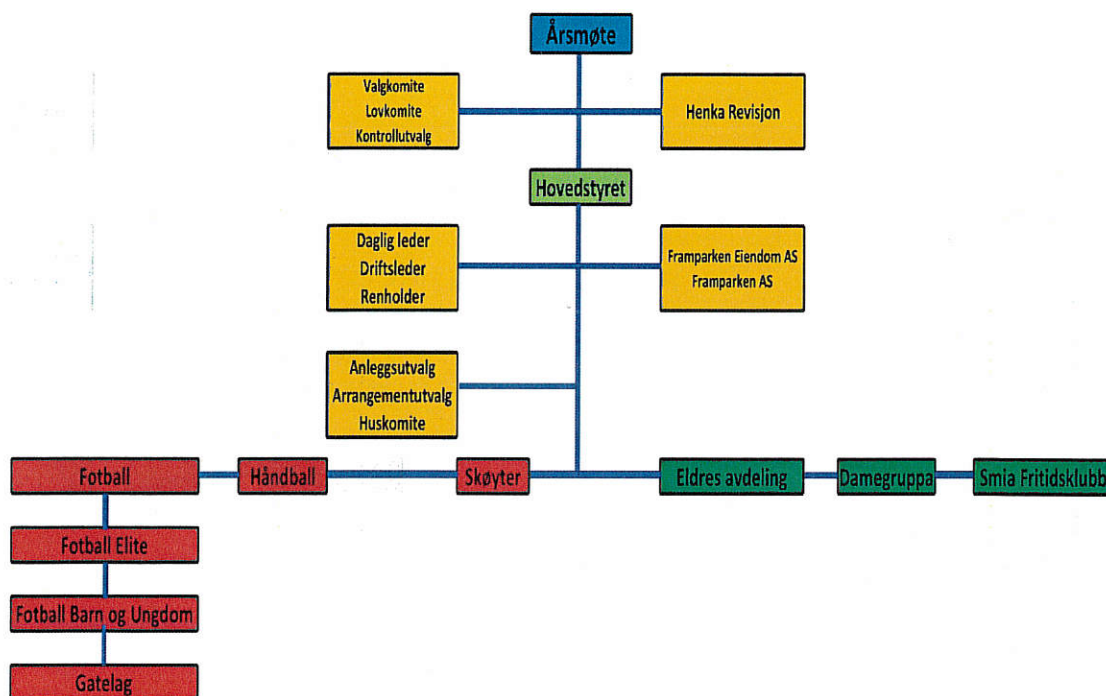 Årsmøte
Valgkomite
Lovkomite
Kontrollutvalg
Henka Revisjon
Hovedstyret
Daglig leder
Driftsleder
Renholder
Framparken Eiendom AS
Framparken AS
Anleggsutvalg
Arrangementutvalg
Huskomite
Fotball
Håndball
Skøyter
Eldres avdeling
Damegruppa
Smia Fritidsklubb
Fotball Elite
Fotball Barn og Ungdom
Gatelag